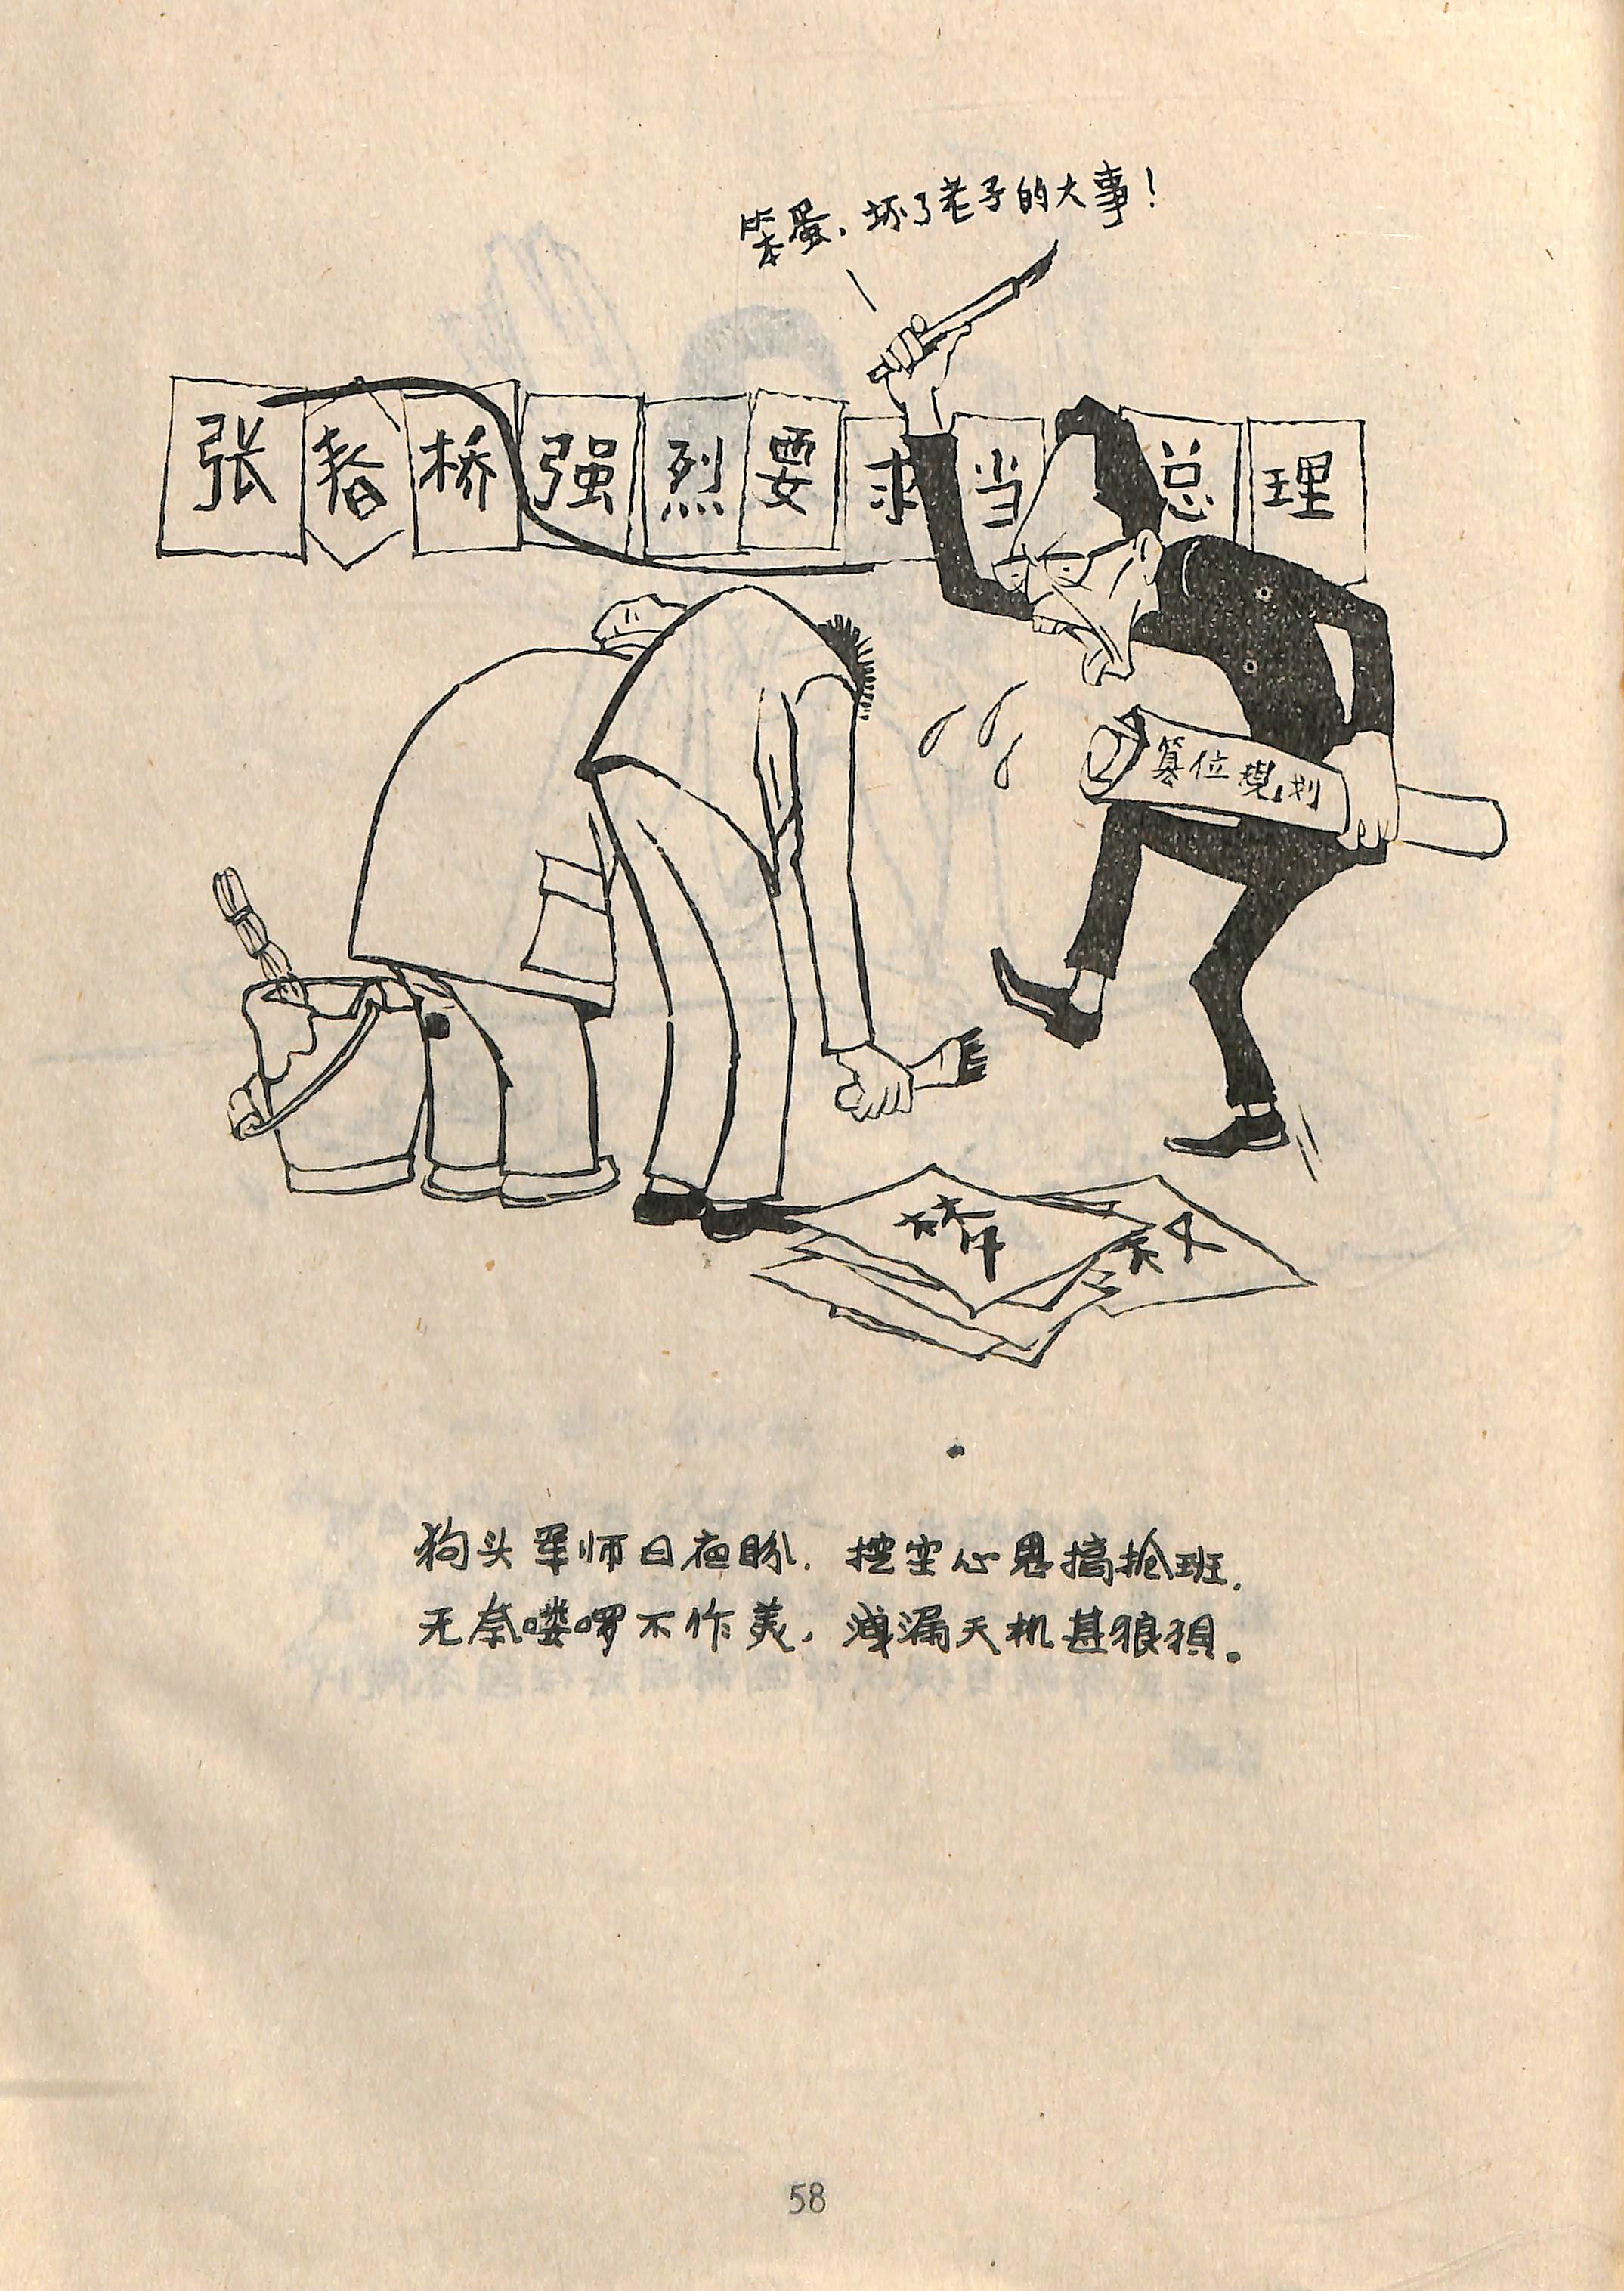 笨蛋，坏了老子的大事！
张春桥强烈要求当总理
篡位规划
狗头军师日夜盼，挖空心思搞抢班，
无奈喽啰不作美，泄漏天机甚狼狈。
58